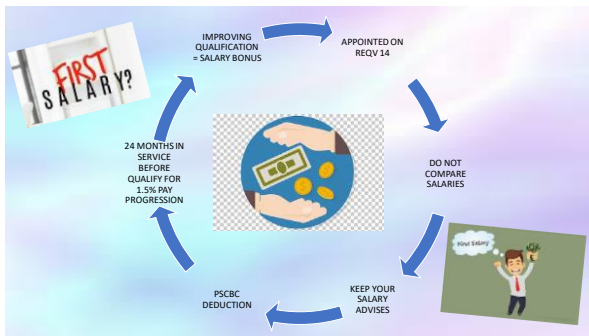 IMPROVING
QUALIFICATION
= SALARY BONUS
APPOINTED ON
REQV 14
FIRST
SALARY?
DO NOT
COMPARE
SALARIES
24 MONTHS IN
SERVICE
BEFORE
QUALIFY FOR
1.5% PAY
PROGRESSION
First Salary
KEEP YOUR
SALARY
ADVISES
PSCBC
DEDUCTION